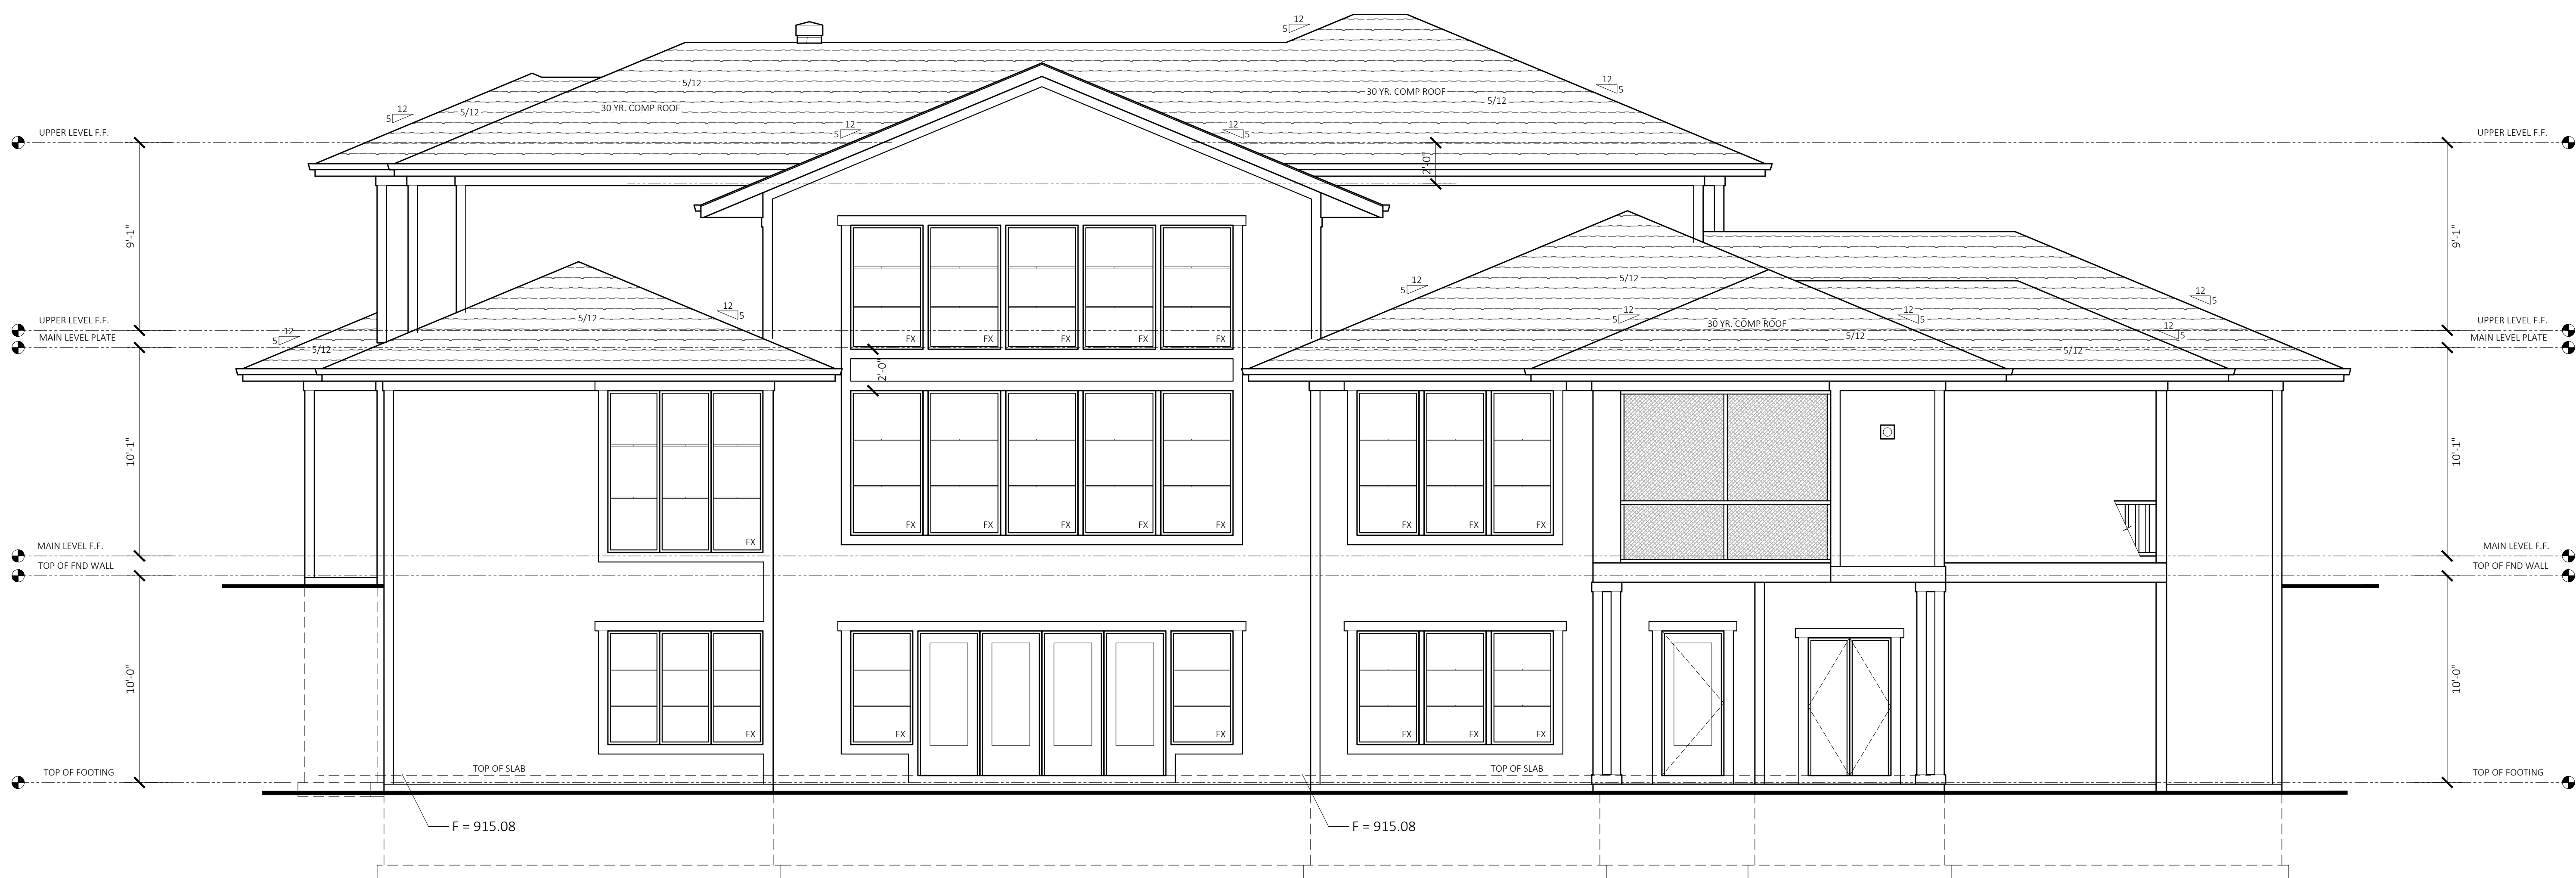 12
5
12
5
5/12
5/12
12
5
30 YR. COMP ROOF
30 YR. COMP ROOF
5/12
12
5
12
5
UPPER LEVEL F.F.
UPPER LEVEL F.F.
2'-0"
9'-1"
9'-1"
5/12
12
5
12
5
12
5
5/12
12
5
12
5
30 YR. COMP ROOF
UPPER LEVEL F.F.
UPPER LEVEL F.F.
12
5
12
5
5/12
5/12
5/12
MAIN LEVEL PLATE
MAIN LEVEL PLATE
FX
FX
FX
FX
FX
2'-0"
10'-1"
10'-1"
FX
FX
FX
FX
FX
FX
FX
FX
FX
MAIN LEVEL F.F.
MAIN LEVEL F.F.
TOP OF FND WALL
TOP OF FND WALL
10'-0"
10'-0"
FX
FX
FX
FX
FX
FX
TOP OF SLAB
TOP OF SLAB
TOP OF FOOTING
TOP OF FOOTING
F = 915.08
F = 915.08